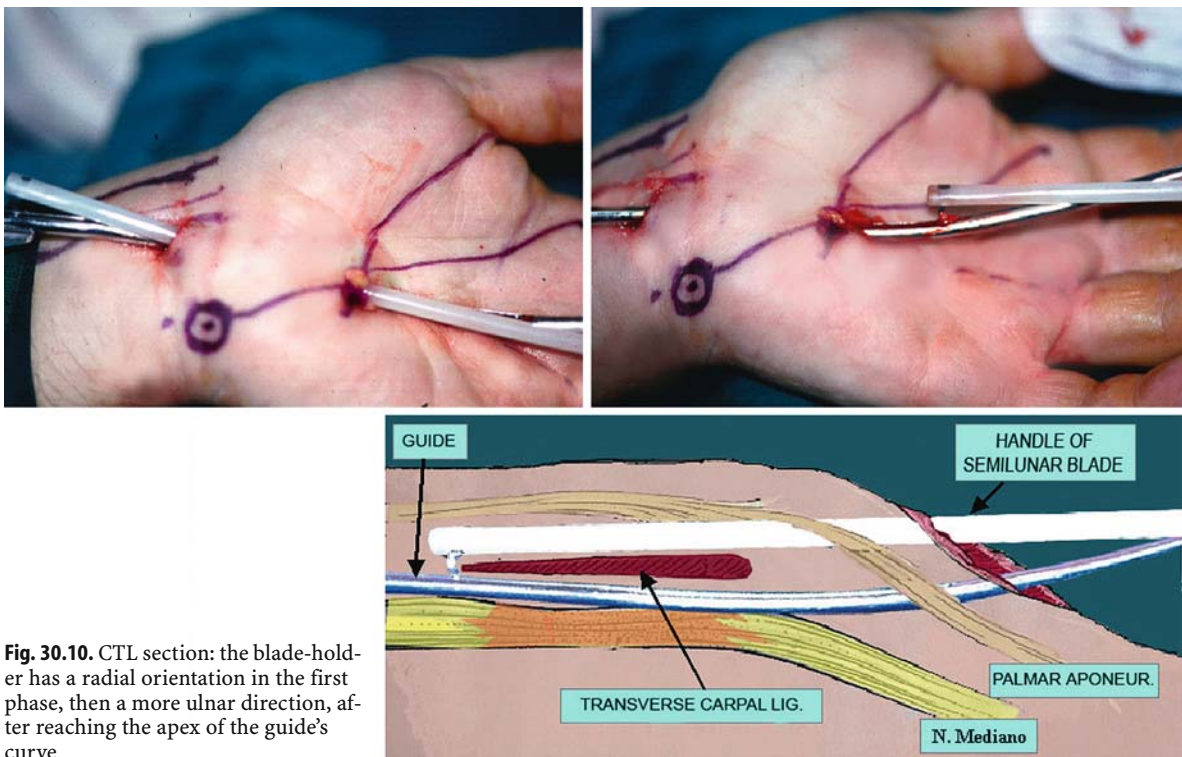 GUIDE
HANDLE OF
SEMILUNAR BLADE
TRANSVERSE CARPAL LIG.
PALMAR APONEUR.
N. Mediano
Fig. 30.10. CTL section: the blade-hold-
er has a radial orientation in the first
phase, then a more ulnar direction, af-
ter reaching the apex of the guide's
curve